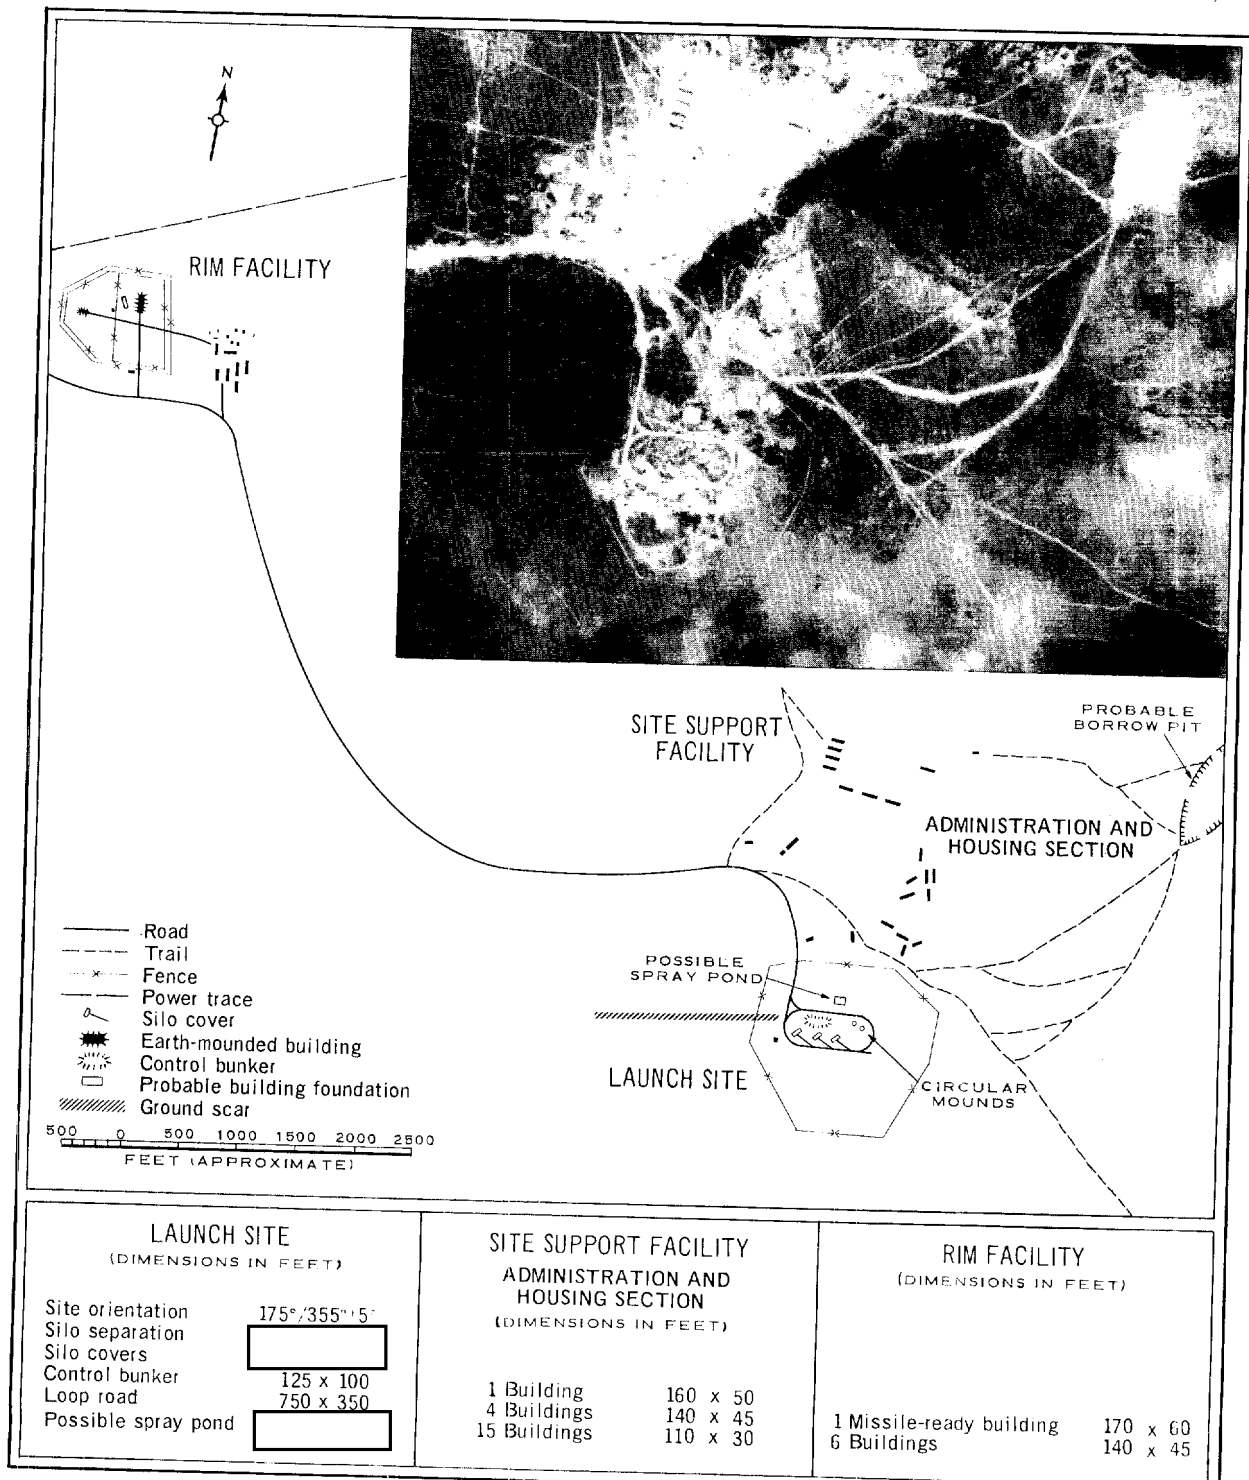 N
RIM FACILITY
SITE SUPPORT
FACILITY
PROBABLE
BORROW PIT
ADMINISTRATION AND
HOUSING SECTION
POSSIBLE
SPRAY POND
LAUNCH SITE
CIRCULAR
MOUNDS
Road
Trail
Fence
Power trace
Silo cover
Earth-mounded building
Control bunker
Probable building foundation
Ground scar
500 0 500 1000 1500 2000 2500
FEET (APPROXIMATE)
LAUNCH SITE
(DIMENSIONS IN FEET)
Site orientation 175°/355°
Silo separation
Silo covers
Control bunker 125 x 100
Loop road 750 x 350
Possible spray pond
SITE SUPPORT FACILITY
ADMINISTRATION AND
HOUSING SECTION
(DIMENSIONS IN FEET)
1 Building 160 x 50
4 Buildings 140 x 45
15 Buildings 110 x 30
RIM FACILITY
(DIMENSIONS IN FEET)
1 Missile-ready building 170 x 60
6 Buildings 140 x 45